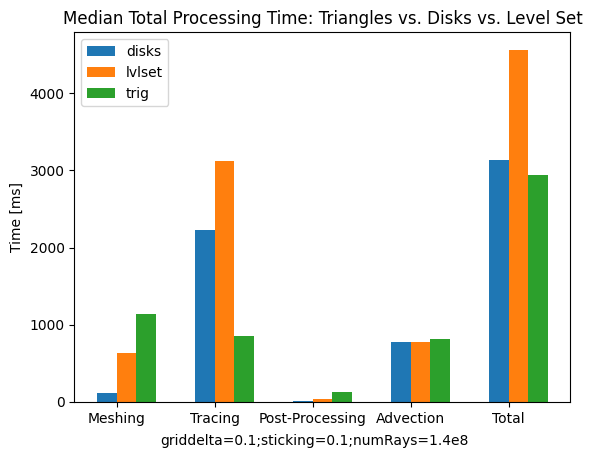 Median Total Processing Time: Triangles vs. Disks vs. Level Set
disks
lvlset
trig
Time [ms]
4000
3000
2000
1000
0
Meshing Tracing Post-Processing Advection Total
griddelta=0.1;sticking=0.1;numRays=1.4e8